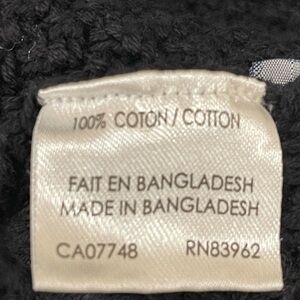 100% COTON / COTTON
FAIT EN BANGLADESH
MADE IN BANGLADESH
CA07748 RN83962